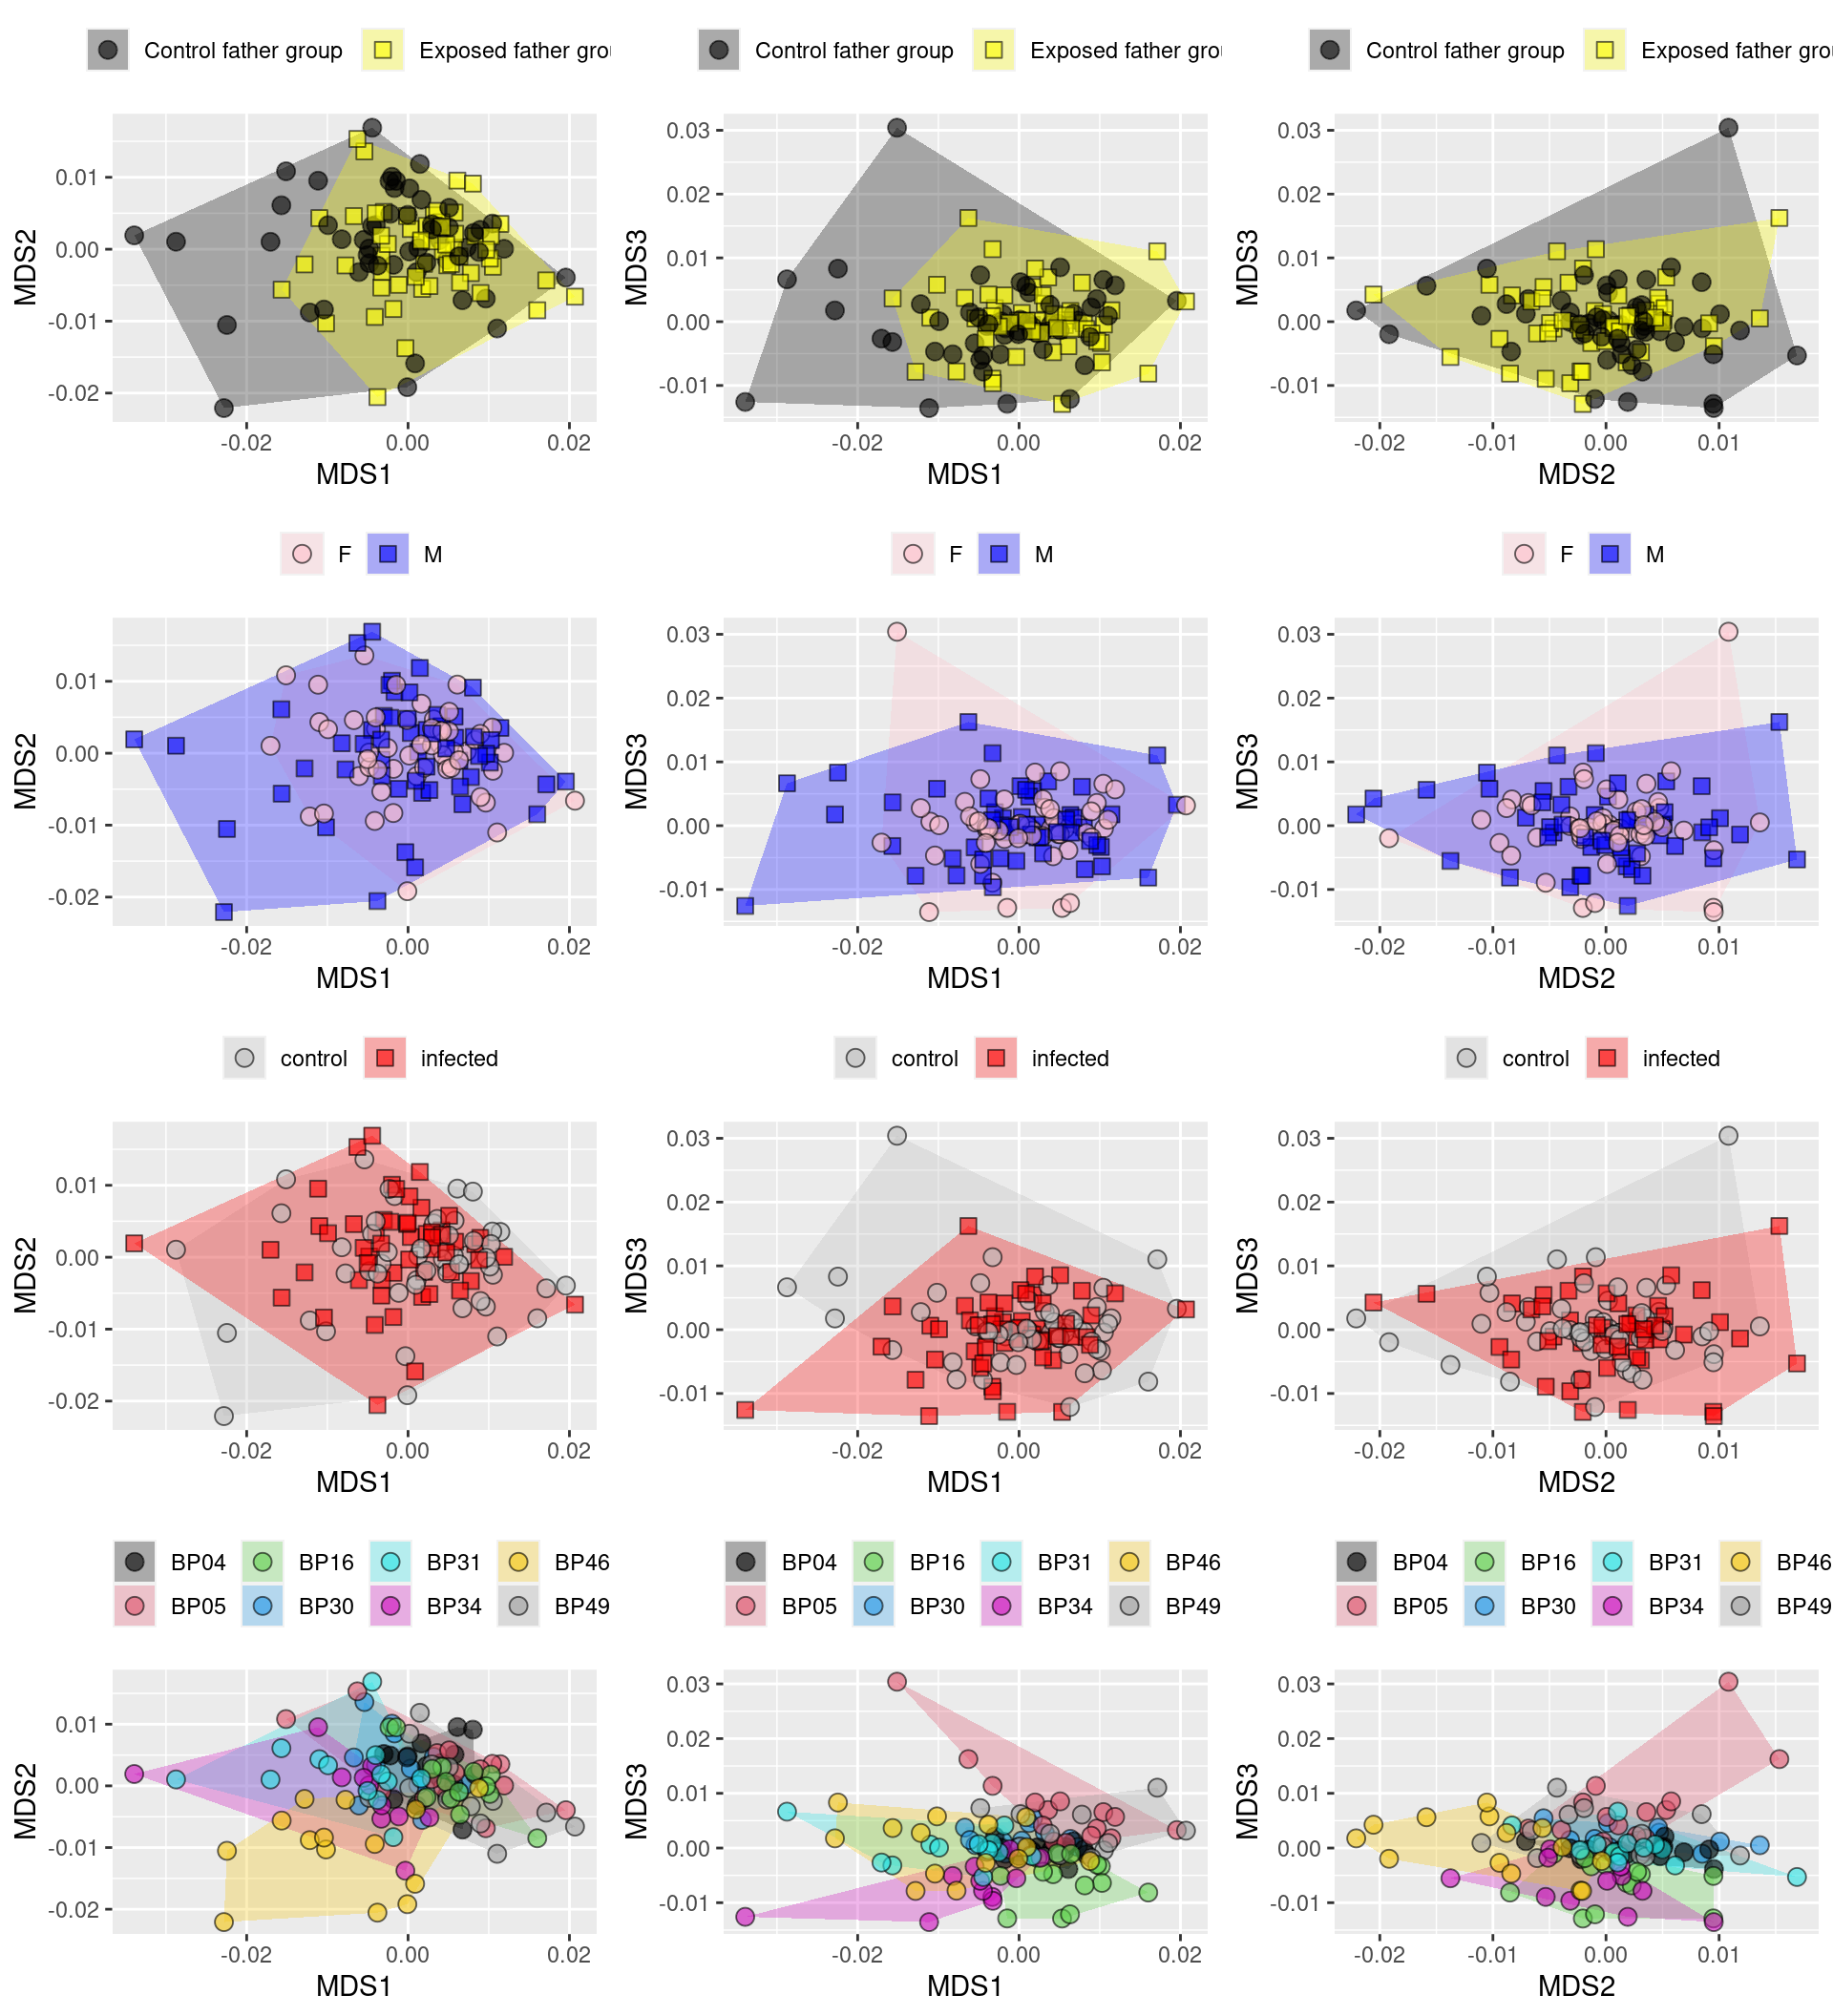 Control father group Exposed father grou Control father group Exposed father grou Control father group Exposed father grou
MDS2 0.01 0.00 -0.01 -0.02 MDS3 0.03 0.02 0.01 0.00 -0.01 MDS3 0.03 0.02 0.01 0.00 -0.01
-0.02 0.00 0.02 -0.02 0.00 0.02 -0.02 -0.01 0.00 0.01
MDS1 MDS1 MDS2
F M F M F M
MDS2 0.01 0.00 -0.01 -0.02 MDS3 0.03 0.02 0.01 0.00 -0.01 MDS3 0.03 0.02 0.01 0.00 -0.01
-0.02 0.00 0.02 -0.02 0.00 0.02 -0.02 -0.01 0.00 0.01
MDS1 MDS1 MDS2
control infected control infected control infected
MDS2 0.01 0.00 -0.01 -0.02 MDS3 0.03 0.02 0.01 0.00 -0.01 MDS3 0.03 0.02 0.01 0.00 -0.01
-0.02 0.00 0.02 -0.02 0.00 0.02 -0.02 -0.01 0.00 0.01
MDS1 MDS1 MDS2
BP04 BP16 BP31 BP46 BP04 BP16 BP31 BP46 BP04 BP16 BP31 BP46
BP05 BP30 BP34 BP49 BP05 BP30 BP34 BP49 BP05 BP30 BP34 BP49
MDS2 0.01 0.00 -0.01 -0.02 MDS3 0.03 0.02 0.01 0.00 -0.01 MDS3 0.03 0.02 0.01 0.00 -0.01
-0.02 0.00 0.02 -0.02 0.00 0.02 -0.02 -0.01 0.00 0.01
MDS1 MDS1 MDS2